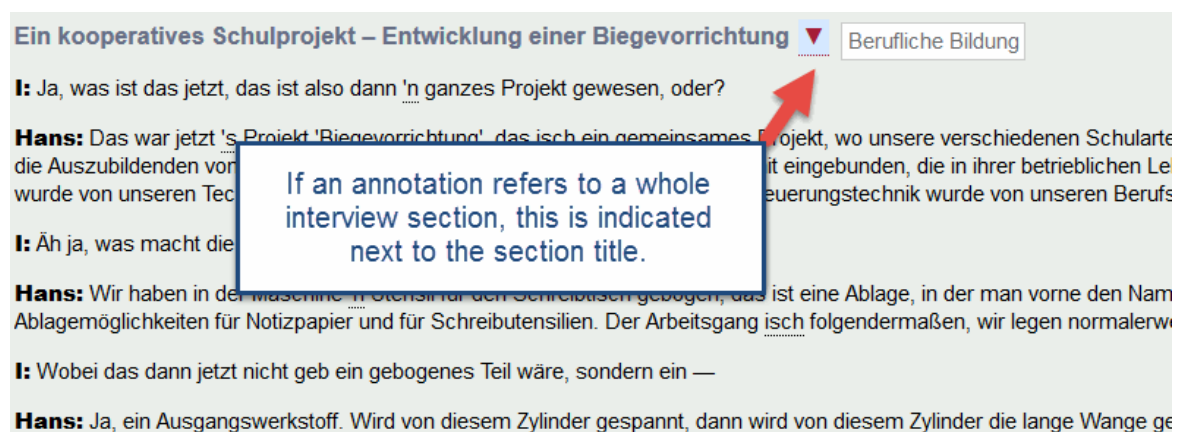 Ein kooperatives Schulprojekt – Entwicklung einer Biegevorrichtung ▼ Berufliche Bildung
I: Ja, was ist das jetzt, das ist also dann 'n ganzes Projekt gewesen, oder?
Hans: Das war jetzt 's Projekt 'Biegevorrichtung', das isch ein gemeinsames Projekt, wo unsere verschiedenen Schularte
die Auszubildenden von
it eingebunden, die in ihrer betrieblichen Le
wurde von unseren Tec
euerungstechnik wurde von unseren Berufs
If an annotation refers to a whole
interview section, this is indicated
next to the section title.
I: Äh ja, was macht die
Hans: Wir haben in der Maschine 'n Utensil für den Schreibtisch gebogen, das ist eine Ablage, in der man vorne den Nam
Ablagemöglichkeiten für Notizpapier und für Schreibutensilien. Der Arbeitsgang isch folgendermaßen, wir legen normalerw
I: Wobei das dann jetzt nicht geb ein gebogenes Teil wäre, sondern ein —
Hans: Ja, ein Ausgangswerkstoff. Wird von diesem Zylinder gespannt, dann wird von diesem Zylinder die lange Wange ge